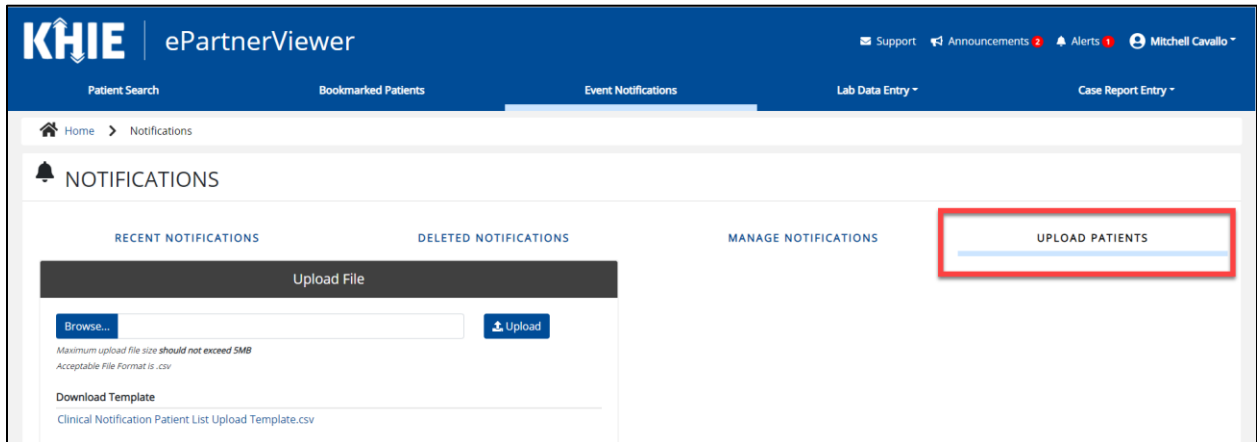 KHIE ePartnerViewer
Support Announcements 2 Alerts 1 Mitchell Cavallo
Patient Search Bookmarked Patients Event Notifications Lab Data Entry Case Report Entry
Home Notifications
NOTIFICATIONS
RECENT NOTIFICATIONS DELETED NOTIFICATIONS MANAGE NOTIFICATIONS UPLOAD PATIENTS
Upload File
Browse... Upload
Maximum upload file size should not exceed 5MB
Acceptable File Format is .csv
Download Template
Clinical Notification Patient List Upload Template.csv